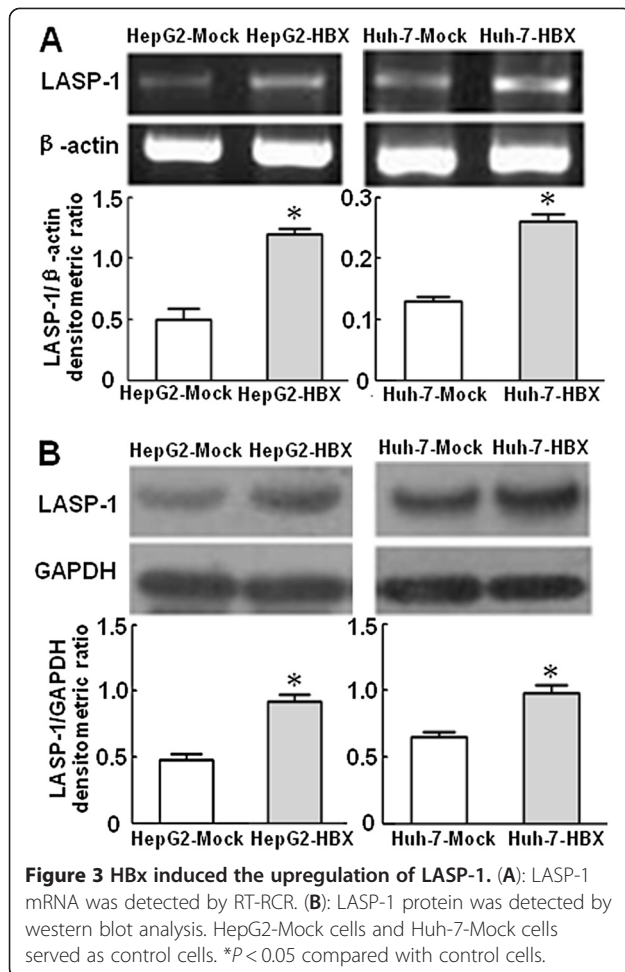 A
HepG2-Mock HepG2-HBX Huh-7-Mock Huh-7-HBX
LASP-1
β-actin
LASP-1/β-actin densitometric ratio
1.5
1.0
0.5
0
*
HepG2-Mock HepG2-HBX
0.3
0.2
0.1
0
*
Huh-7-Mock Huh-7-HBX
B
HepG2-Mock HepG2-HBX Huh-7-Mock Huh-7-HBX
LASP-1
GAPDH
LASP-1/GAPDH densitometric ratio
1.5
1.0
0.5
0
*
HepG2-Mock HepG2-HBX
1.5
1.0
0.5
0
*
Huh-7-Mock Huh-7-HBX
Figure 3 HBx induced the upregulation of LASP-1. (A): LASP-1
mRNA was detected by RT-RCR. (B): LASP-1 protein was detected by
western blot analysis. HepG2-Mock cells and Huh-7-Mock cells
served as control cells. *P < 0.05 compared with control cells.